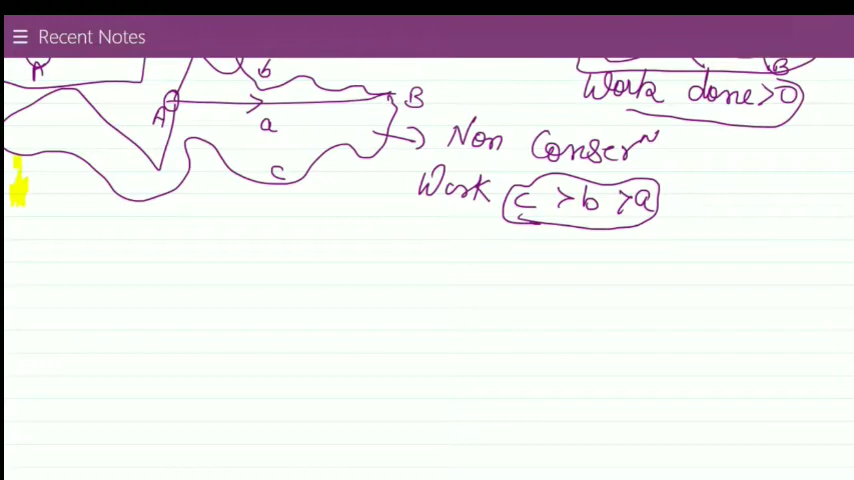 Recent Notes
A b B
Work done >0
A a B
Non Conserⁿ
c
Work c >b >a